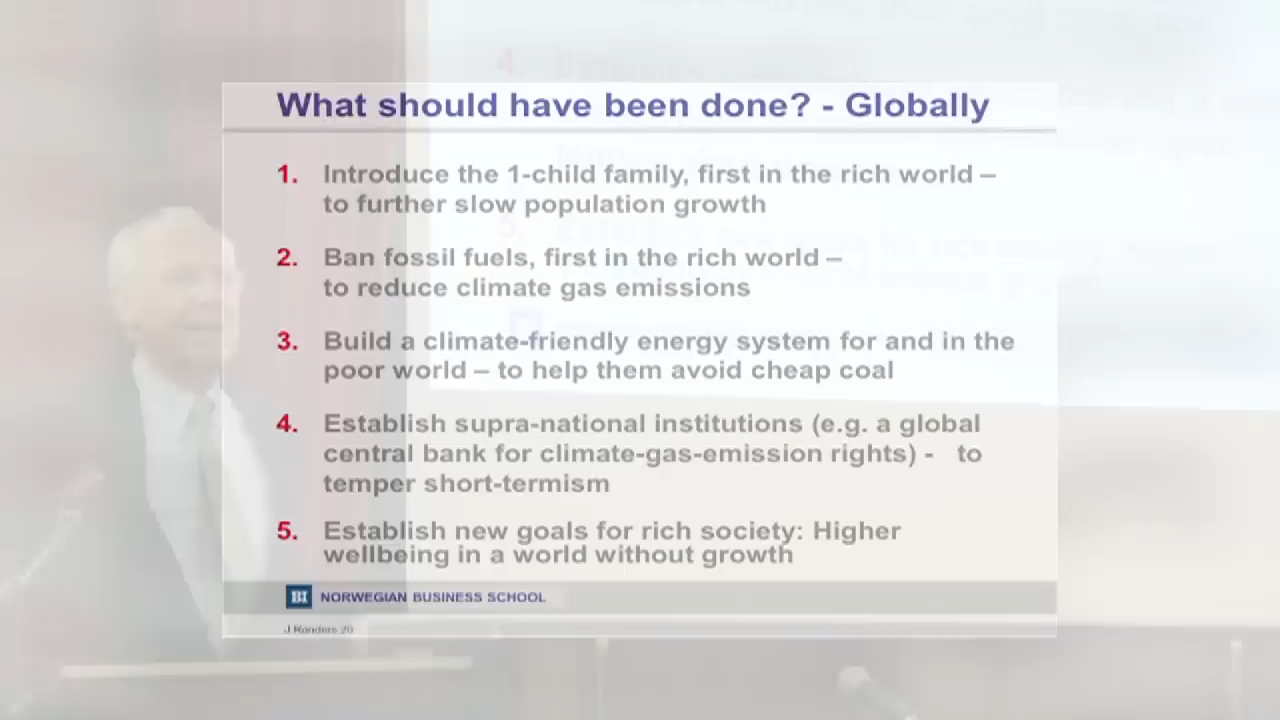 What should have been done? - Globally
1. Introduce the 1-child family, first in the rich world –
to further slow population growth
2. Ban fossil fuels, first in the rich world –
to reduce climate gas emissions
3. Build a climate-friendly energy system for and in the
poor world – to help them avoid cheap coal
4. Establish supra-national institutions (e.g. a global
central bank for climate-gas-emission rights) - to
temper short-termism
5. Establish new goals for rich society: Higher
wellbeing in a world without growth
BI NORWEGIAN BUSINESS SCHOOL
J Randers 20